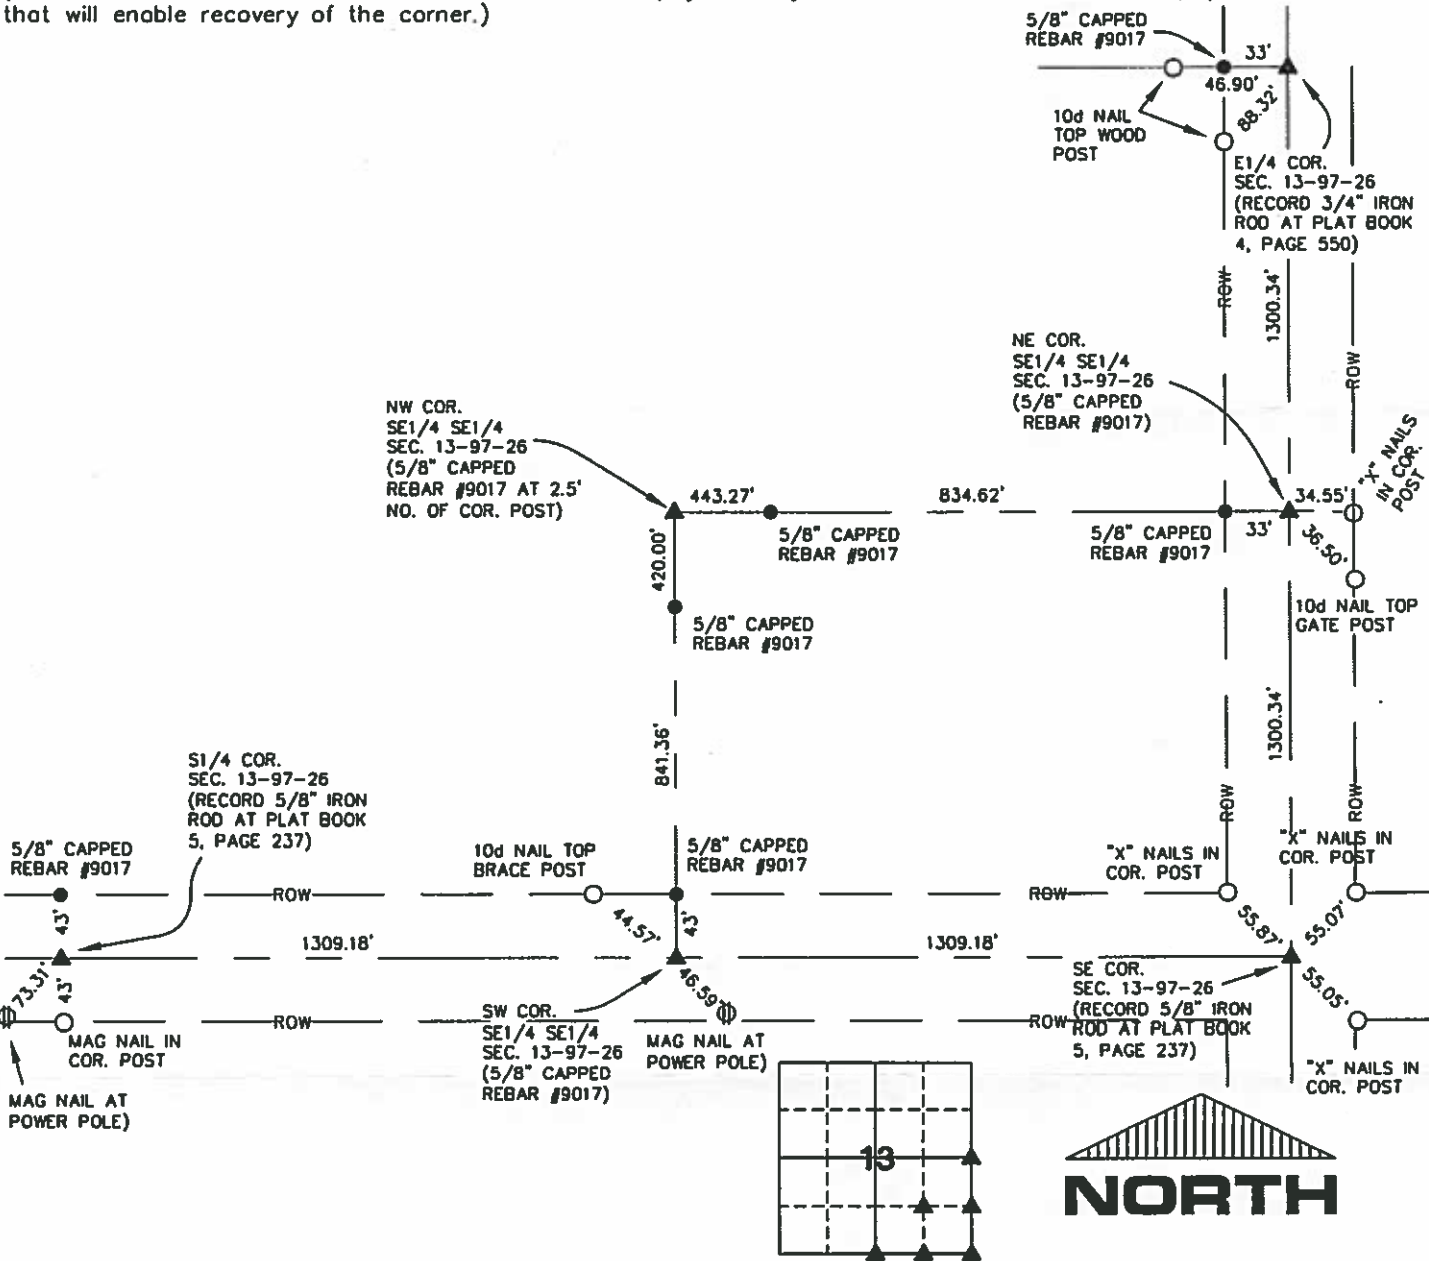 that will enable recovery of the corner.)
5/8" CAPPED
REBAR #9017
33'
46.90'
88.32'
10d NAIL
TOP WOOD
POST
E1/4 COR.
SEC. 13-97-26
(RECORD 3/4" IRON
ROD AT PLAT BOOK
4, PAGE 550)
ROW
1300.34'
ROW
NE COR.
SE1/4 SE1/4
SEC. 13-97-26
(5/8" CAPPED
REBAR #9017)
NW COR.
SE1/4 SE1/4
SEC. 13-97-26
(5/8" CAPPED
REBAR #9017 AT 2.5'
NO. OF COR. POST)
443.27'
834.62'
34.55'
"X" NAILS
IN COR.
POST
5/8" CAPPED
REBAR #9017
5/8" CAPPED
REBAR #9017
33'
36.50'
420.00'
5/8" CAPPED
REBAR #9017
10d NAIL TOP
GATE POST
841.36'
1300.34'
ROW
ROW
S1/4 COR.
SEC. 13-97-26
(RECORD 5/8" IRON
ROD AT PLAT BOOK
5, PAGE 237)
5/8" CAPPED
REBAR #9017
10d NAIL TOP
BRACE POST
5/8" CAPPED
REBAR #9017
"X" NAILS IN
COR. POST
"X" NAILS IN
COR. POST
ROW
ROW
43'
44.57'
43'
55.87'
55.07'
1309.18'
1309.18'
73.31'
43'
46.59'
SE COR.
SEC. 13-97-26
(RECORD 5/8" IRON
ROD AT PLAT BOOK
5, PAGE 237)
55.05'
ROW
ROW
MAG NAIL IN
COR. POST
SW COR.
SE1/4 SE1/4
SEC. 13-97-26
(5/8" CAPPED
REBAR #9017)
MAG NAIL AT
POWER POLE)
"X" NAILS IN
COR. POST
MAG NAIL AT
POWER POLE)
13
NORTH